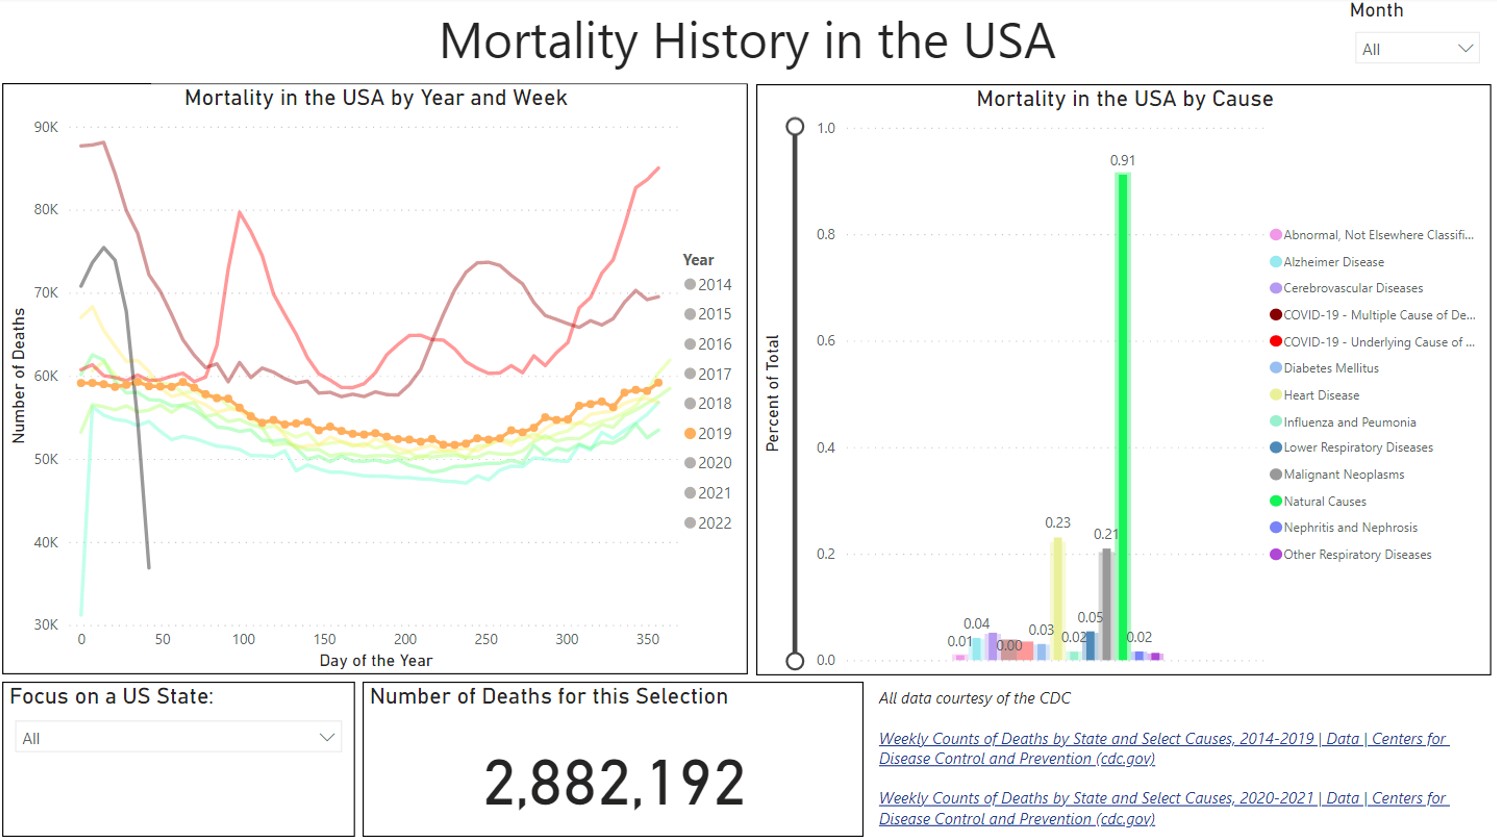 Mortality History in the USA
Month
All
Mortality in the USA by Year and Week
90K
80K
70K
60K
50K
40K
30K
Number of Deaths
0 50 100 150 200 250 300 350
Day of the Year
Year
2014
2015
2016
2017
2018
2019
2020
2021
2022
Mortality in the USA by Cause
1.0
0.8
0.6
0.4
0.2
0.0
Percent of Total
0.01
0.04
0.00
0.03
0.23
0.02
0.05
0.21
0.91
0.02
Abnormal, Not Elsewhere Classifi...
Alzheimer Disease
Cerebrovascular Diseases
COVID-19 - Multiple Cause of De...
COVID-19 - Underlying Cause of ...
Diabetes Mellitus
Heart Disease
Influenza and Pneumonia
Lower Respiratory Diseases
Malignant Neoplasms
Natural Causes
Nephritis and Nephrosis
Other Respiratory Diseases
Focus on a US State:
All
Number of Deaths for this Selection
2,882,192
All data courtesy of the CDC
Weekly Counts of Deaths by State and Select Causes, 2014-2019 | Data | Centers for
Disease Control and Prevention (cdc.gov)
Weekly Counts of Deaths by State and Select Causes, 2020-2021 | Data | Centers for
Disease Control and Prevention (cdc.gov)